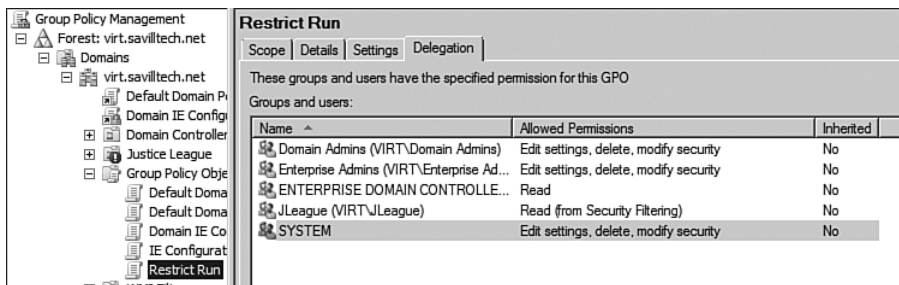 Group Policy Management
Forest: virt.savilltech.net
Domains
virt.savilltech.net
Default Domain P
Domain IE Configu
Domain Controller
Justice League
Group Policy Obje
Default Doma
Default Doma
Domain IE Co
IE Configurat
Restrict Run
Restrict Run
Scope Details Settings Delegation
These groups and users have the specified permission for this GPO
Groups and users:
Name Allowed Permissions Inherited
Domain Admins (VIRT\Domain Admins) Edit settings, delete, modify security No
Enterprise Admins (VIRT\Enterprise Ad... Edit settings, delete, modify security No
ENTERPRISE DOMAIN CONTROLLE... Read No
JLeague (VIRT\JLeague) Read (from Security Filtering) No
SYSTEM Edit settings, delete, modify security No